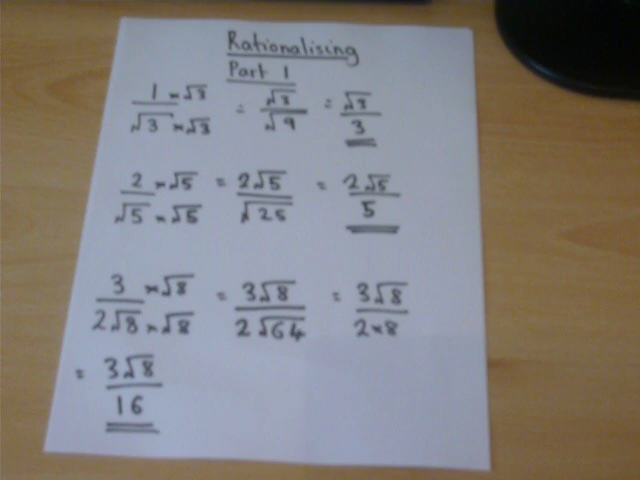 Rationalising
Part 1
1 × √3 / √3 × √3 = √3 / √9 = √3 / 3
2 × √5 / √5 × √5 = 2√5 / √25 = 2√5 / 5
3 × √8 / 2√8 × √8 = 3√8 / 2√64 = 3√8 / 2×8
= 3√8 / 16